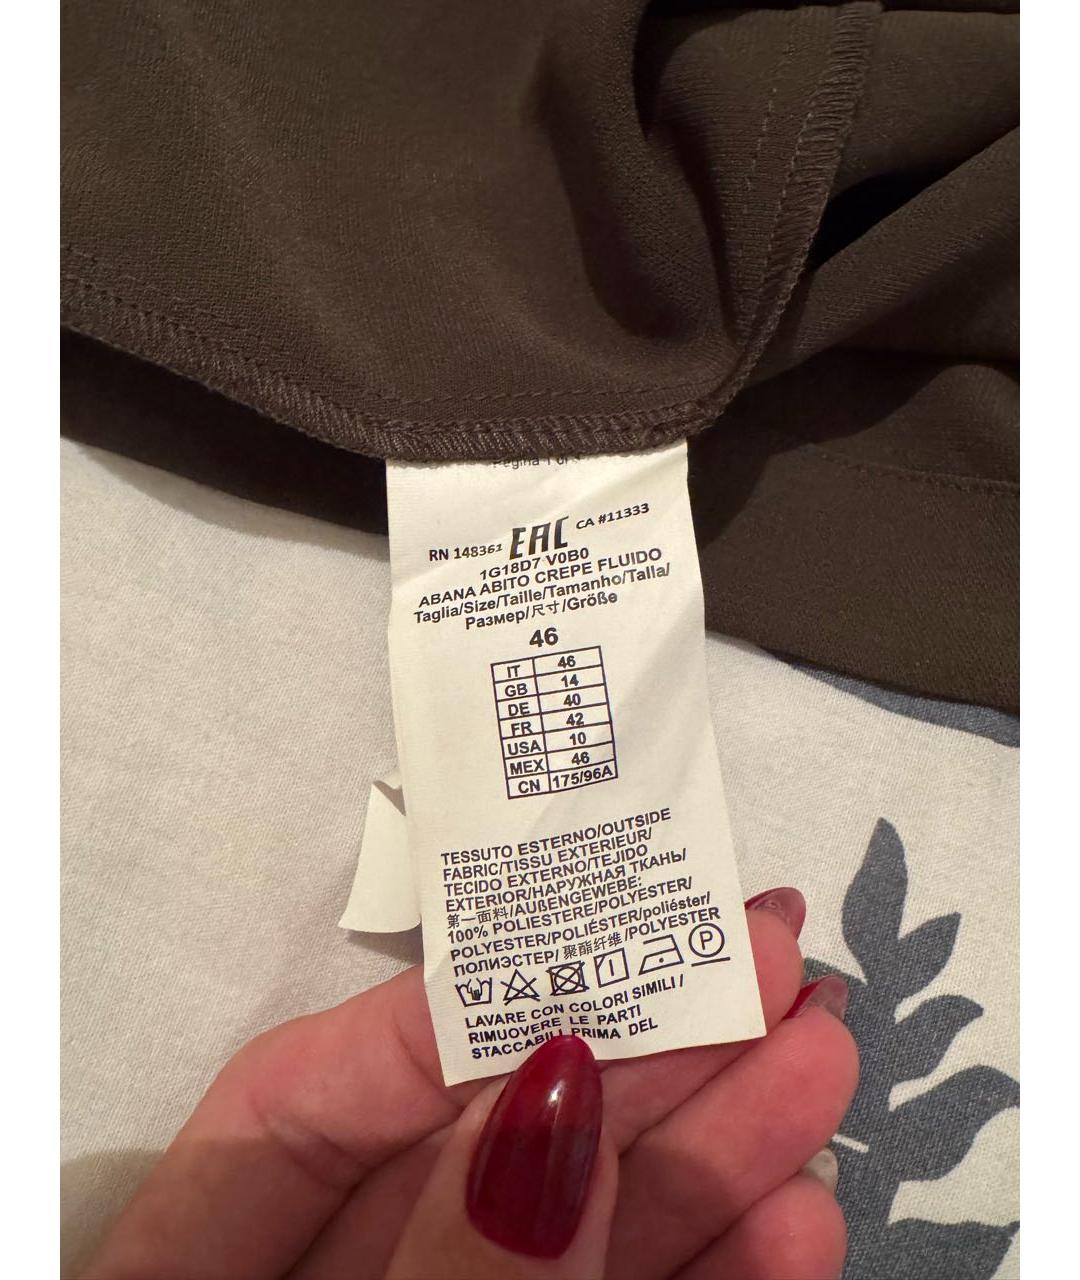 Pagina 1 of
RN 148361 EAC CA #11333
1G18D7 V0B0
ABANA ABITO CREPE FLUIDO
Taglia/Size/Taille/Tamanho/Talla/
Размер/尺寸/Größe
46
IT 46
GB 14
DE 40
FR 42
USA 10
MEX 46
CN 175/96A
TESSUTO ESTERNO/OUTSIDE
FABRIC/TISSU EXTERIEUR/
TECIDO EXTERNO/TEJIDO
EXTERIOR/НАРУЖНАЯ ТКАНЬ/
第一面料/AUßENGEWEBE:
100% POLIESTERE/POLYESTER/
POLYESTER/POLIÉSTER/poliéster/
ПОЛИЭСТЕР/聚酯纤维/POLYESTER
P
LAVARE CON COLORI SIMILI /
RIMUOVERE LE PARTI
STACCABILI PRIMA DEL